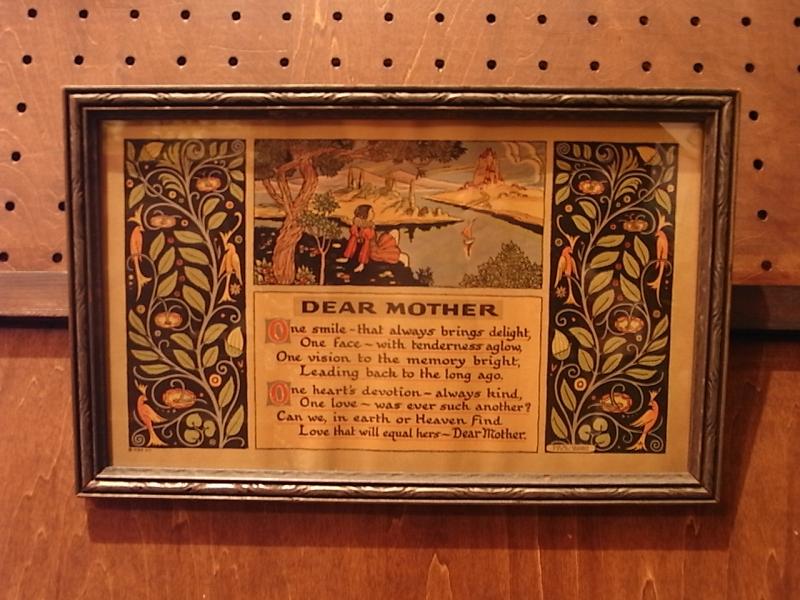 DEAR MOTHER
One smile-that always brings delight,
One face~with tenderness aglow,
One vision to the memory bright,
Leading back to the long ago.
One heart's devotion~always kind,
One love~was ever such another?
Can we, in earth or Heaven find
Love that will equal hers~Dear Mother.